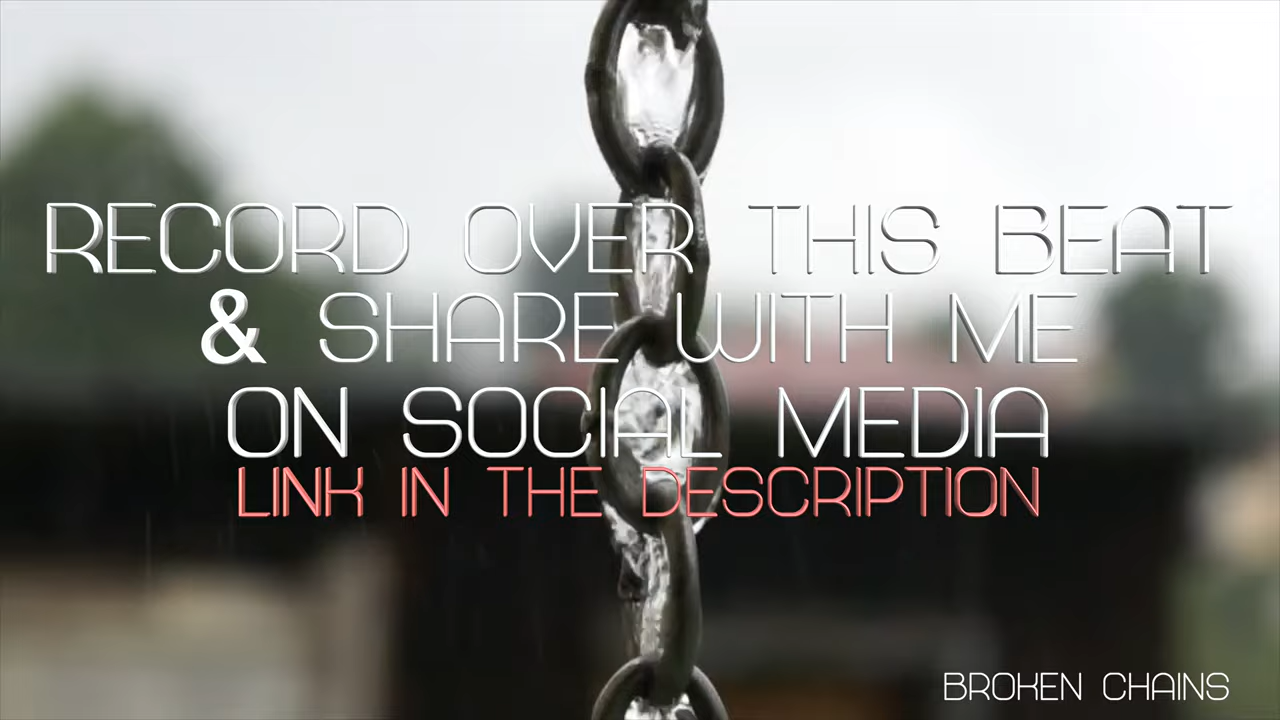 RECORD OVER THIS BEAT
& SHARE WITH ME
ON SOCIAL MEDIA
LINK IN THE DESCRIPTION
BROKEN CHAINS